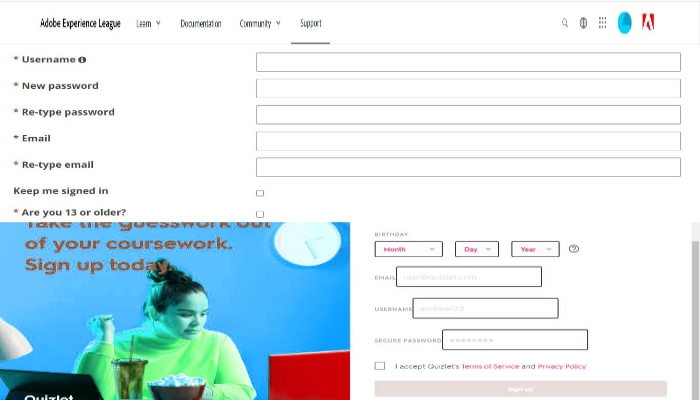 Adobe Experience League Learn Documentation Community Support
* Username
* New password
* Re-type password
* Email
* Re-type email
Keep me signed in
* Are you 13 or older?
Take the guesswork out
of your coursework.
Sign up today.
Quizlet
BIRTHDAY
Month Day Year
EMAIL user@quizlet.com
USERNAME andrew123
SECURE PASSWORD ••••••••
I accept Quizlet's Terms of Service and Privacy Policy
Sign up